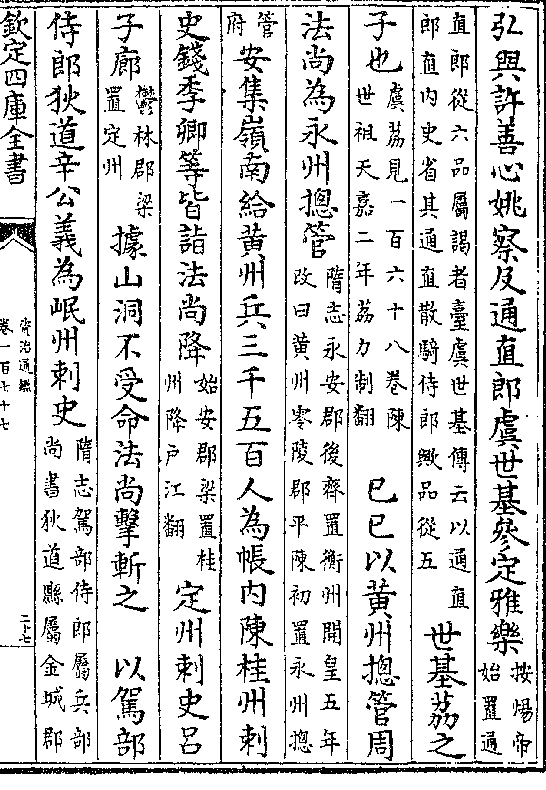 弘興許善心姚察及通直郎虞世基參定雅樂按煬帝始置通
直郎從六品屬謁者臺虞世基傳云以通直郎直内史省其通直散騎侍郎歟品從五世基荔之
子也虞荔見一百六十八卷陳世祖天嘉二年荔力制翻己巳以黄州摠管周
法尚為永州摠管隋志永安郡後齊置衡州開皇五年改曰黄州零陵郡平陳初置永州摠
管府安集嶺南給黄州兵三千五百人為帳内陳桂州刺
史錢季卿等皆詣法尚降始安郡梁置桂州降户江翻定州刺史吕
子廓鬱林郡梁置定州據山洞不受命法尚擊斬之以駕部
侍郎狄道辛公義為岷州刺史隋志駕部侍郎屬兵部尚書狄道縣屬金城郡
欽定四庫全書
資治通鑑
卷一百七十七
二十七